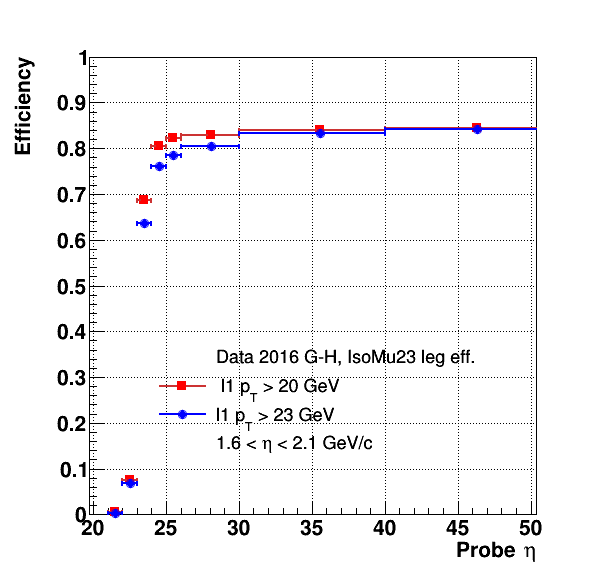 Efficiency
1
0.9
0.8
0.7
0.6
0.5
0.4
0.3
0.2
0.1
0
Data 2016 G-H, IsoMu23 leg eff.
l1 p_T > 20 GeV
l1 p_T > 23 GeV
1.6 < η < 2.1 GeV/c
20 25 30 35 40 45 50
Probe η